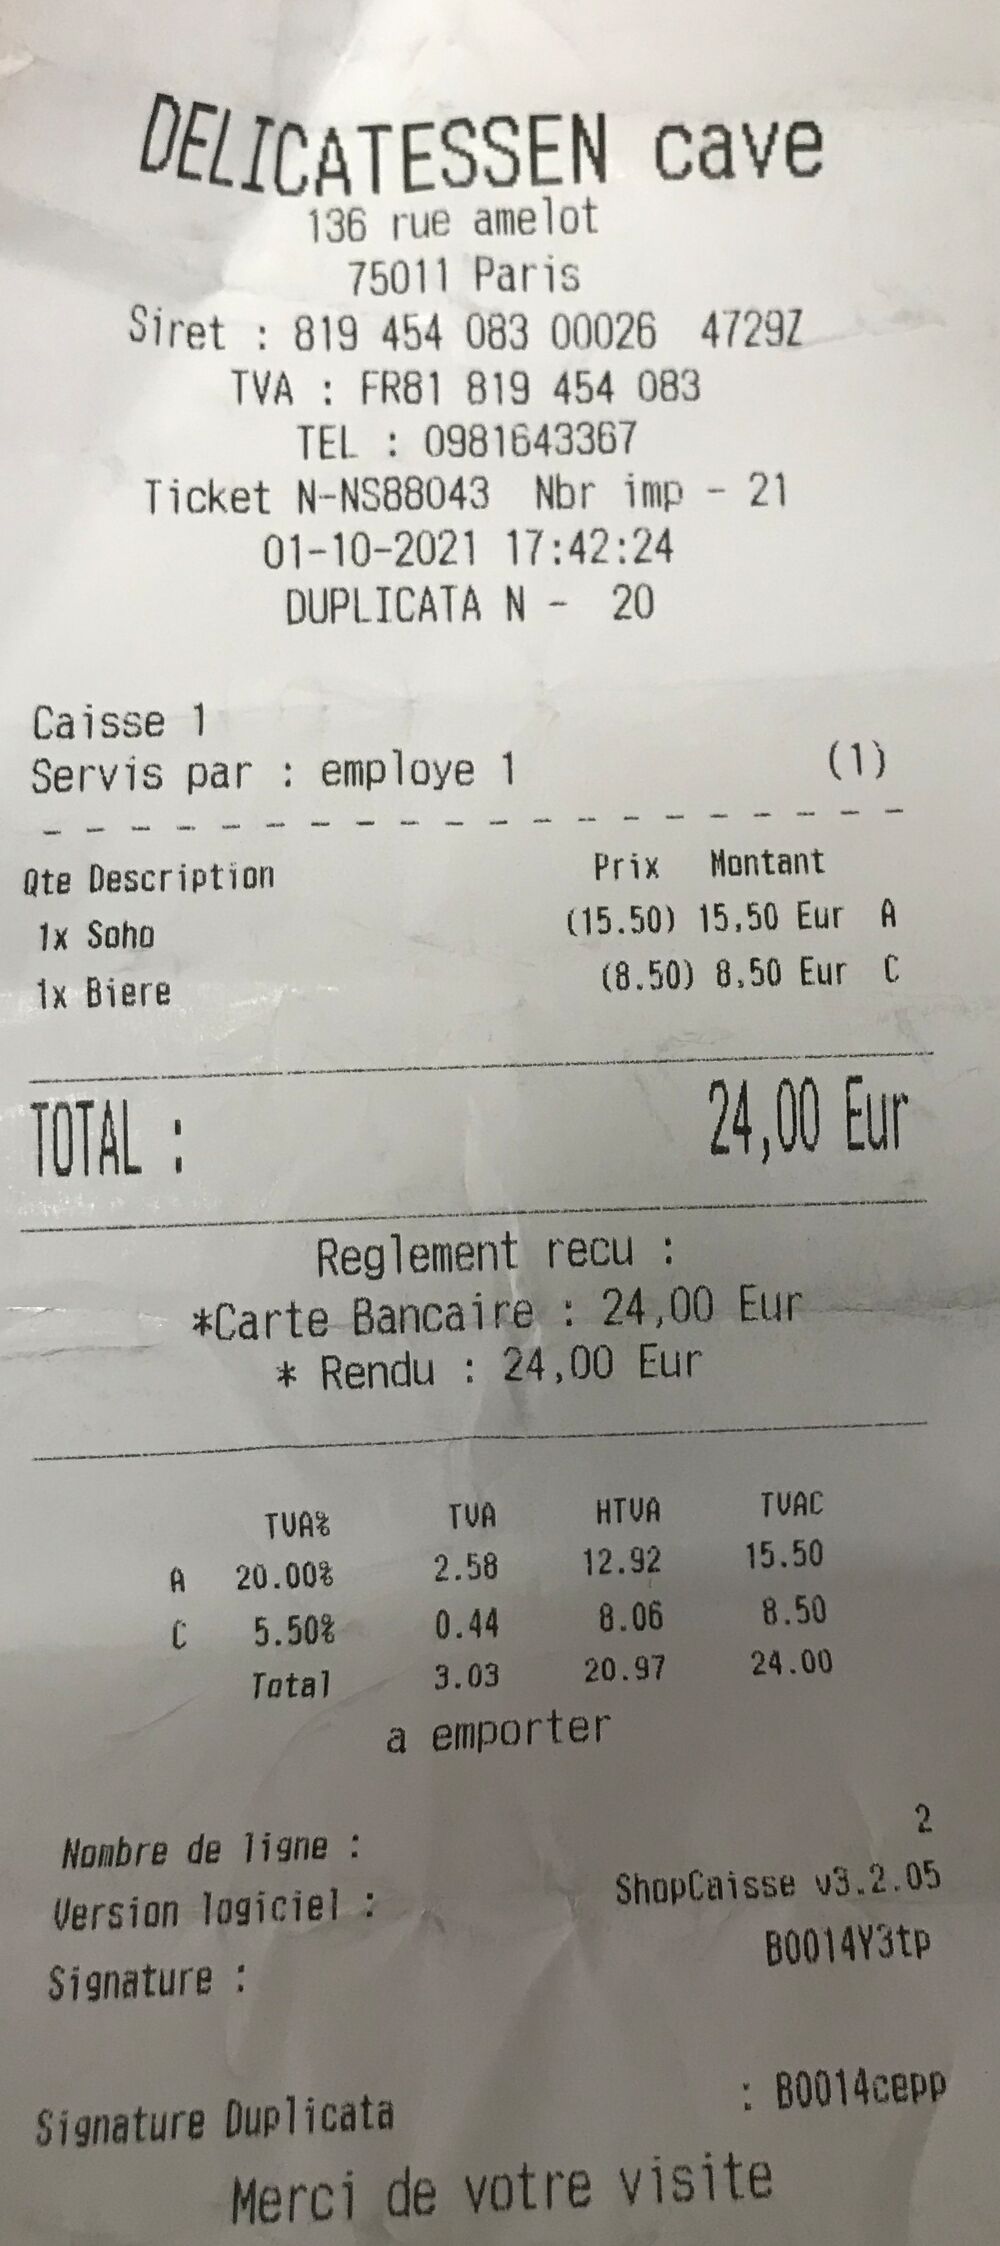 DELICATESSEN cave
136 rue amelot
75011 Paris
Siret : 819 454 083 00026 4729Z
TVA : FR81 819 454 083
TEL : 0981643367
Ticket N-NS88043 Nbr imp - 21
01-10-2021 17:42:24
DUPLICATA N - 20
Caisse 1
Servis par : employe 1 (1)
Qte Description Prix Montant
1x Soho (15.50) 15,50 Eur A
1x Biere (8.50) 8,50 Eur C
TOTAL : 24,00 Eur
Reglement recu :
*Carte Bancaire : 24,00 Eur
* Rendu : 24,00 Eur
TVA% TVA HTVA TVAC
A 20.00% 2.58 12.92 15.50
C 5.50% 0.44 8.06 8.50
Total 3.03 20.97 24.00
a emporter
Nombre de ligne : 2
Version logiciel : ShopCaisse v3.2.05
Signature : B0014Y3tp
Signature Duplicata : B0014cepp
Merci de votre visite